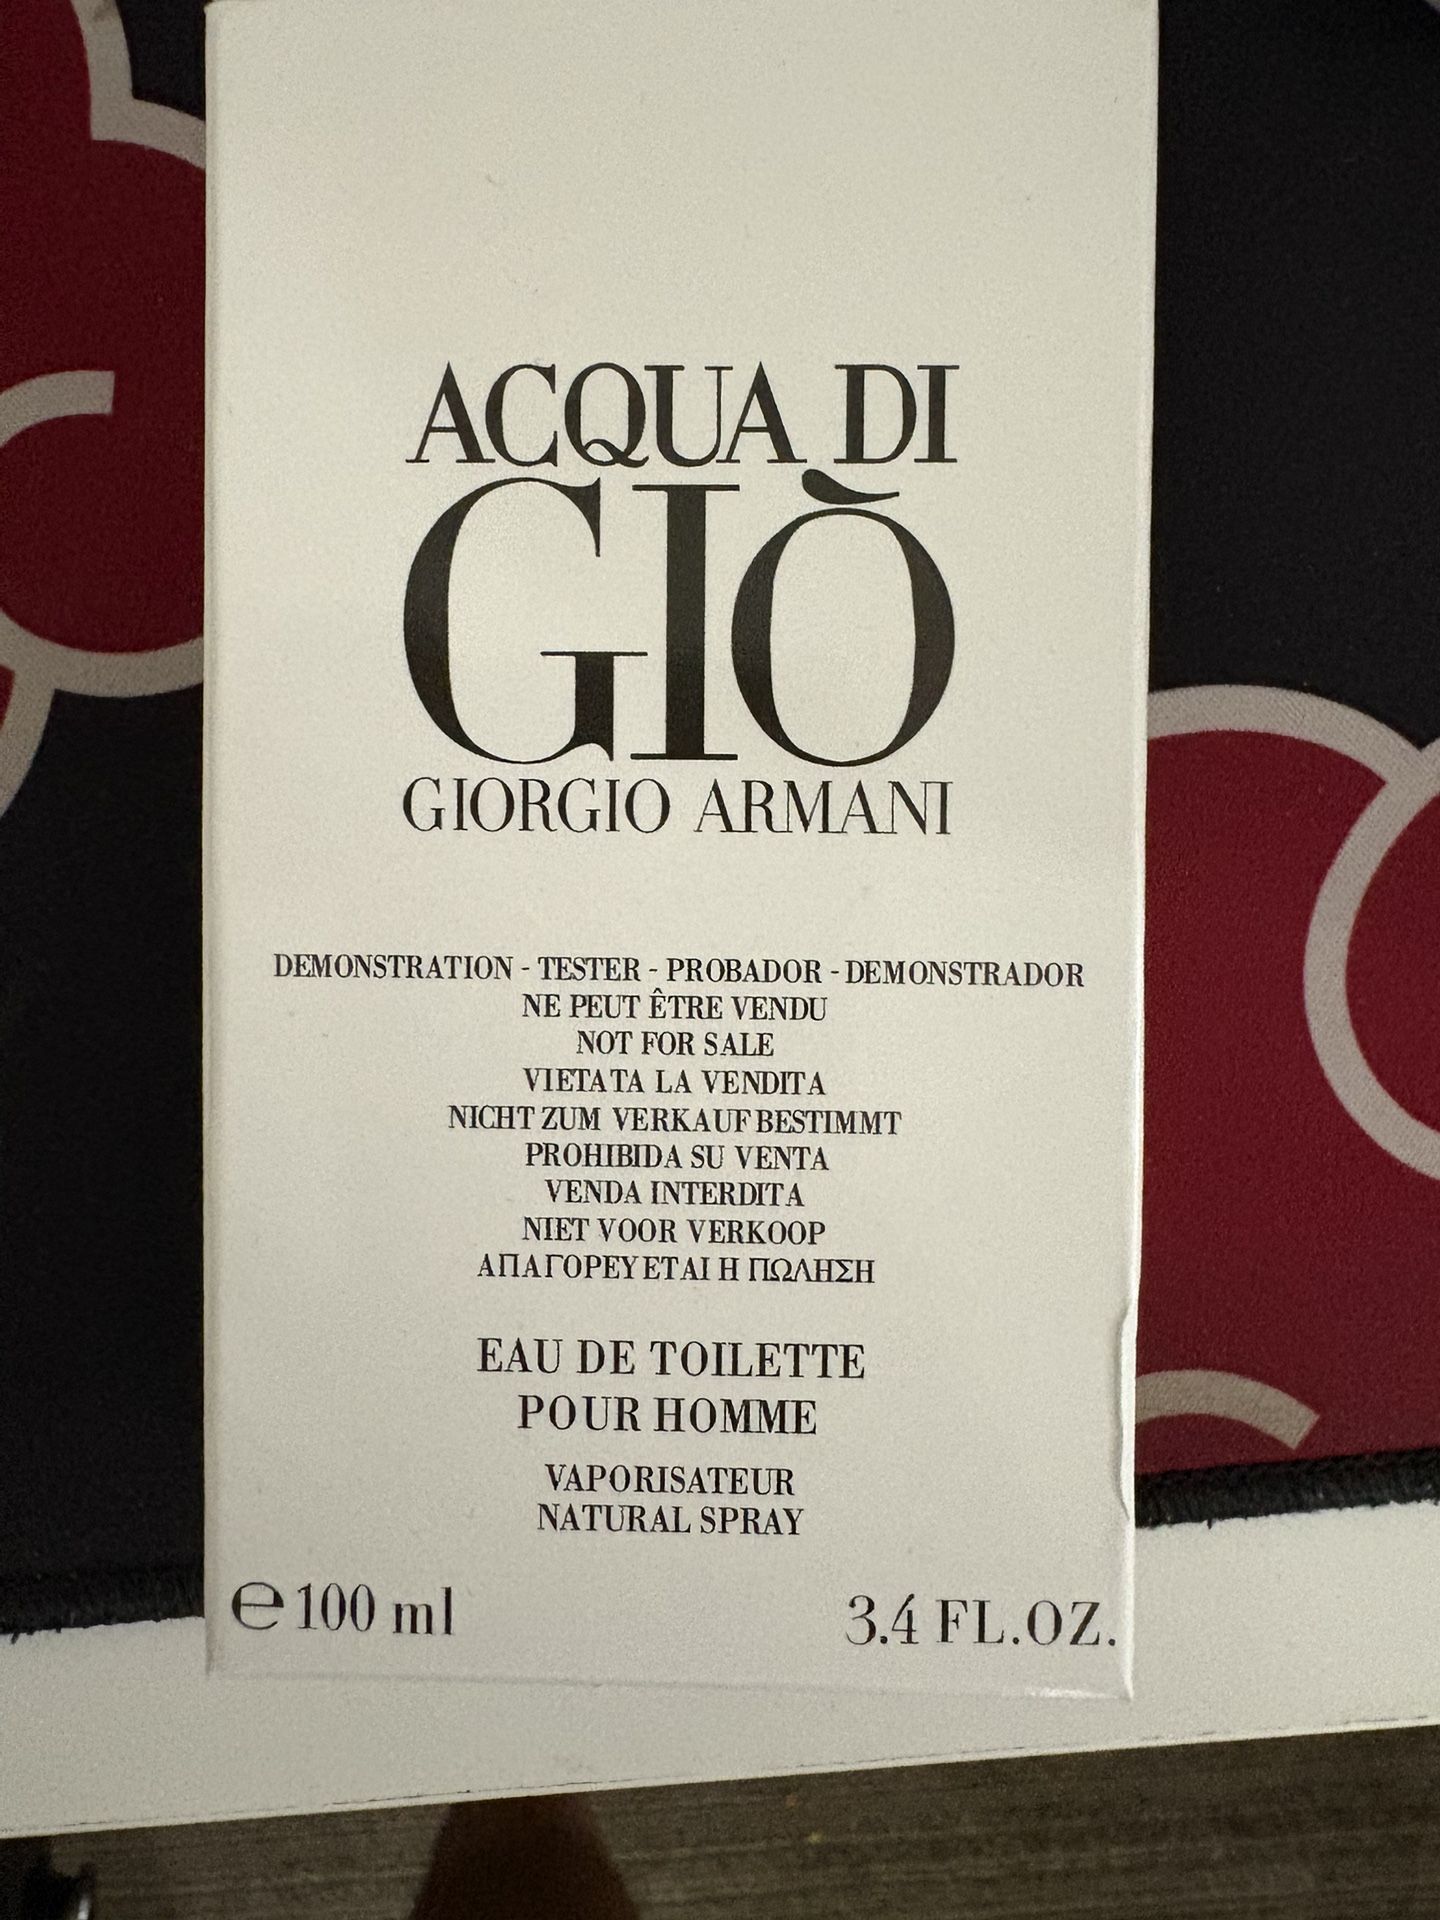 ACQUA DI
GIÒ
GIORGIO ARMANI
DEMONSTRATION - TESTER - PROBADOR - DEMONSTRADOR
NE PEUT ÊTRE VENDU
NOT FOR SALE
VIETATA LA VENDITA
NICHT ZUM VERKAUF BESTIMMT
PROHIBIDA SU VENTA
VENDA INTERDITA
NIET VOOR VERKOOP
ΑΠΑΓΟΡΕΥΕΤΑΙ Η ΠΩΛΗΣΗ
EAU DE TOILETTE
POUR HOMME
VAPORISATEUR
NATURAL SPRAY
℮ 100 ml 3.4 FL.OZ.